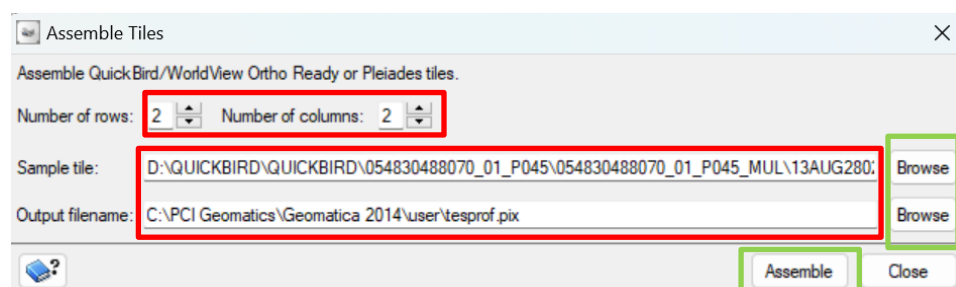 Assemble Tiles
Assemble QuickBird/WorldView Ortho Ready or Pleiades tiles.
Number of rows: 2 Number of columns: 2
Sample tile: D:\QUICKBIRD\QUICKBIRD\054830488070_01_P045\054830488070_01_P045_MUL\13AUG2802 Browse
Output filename: C:\PCI Geomatics\Geomatica 2014\user\tesprof.pix Browse
Assemble Close